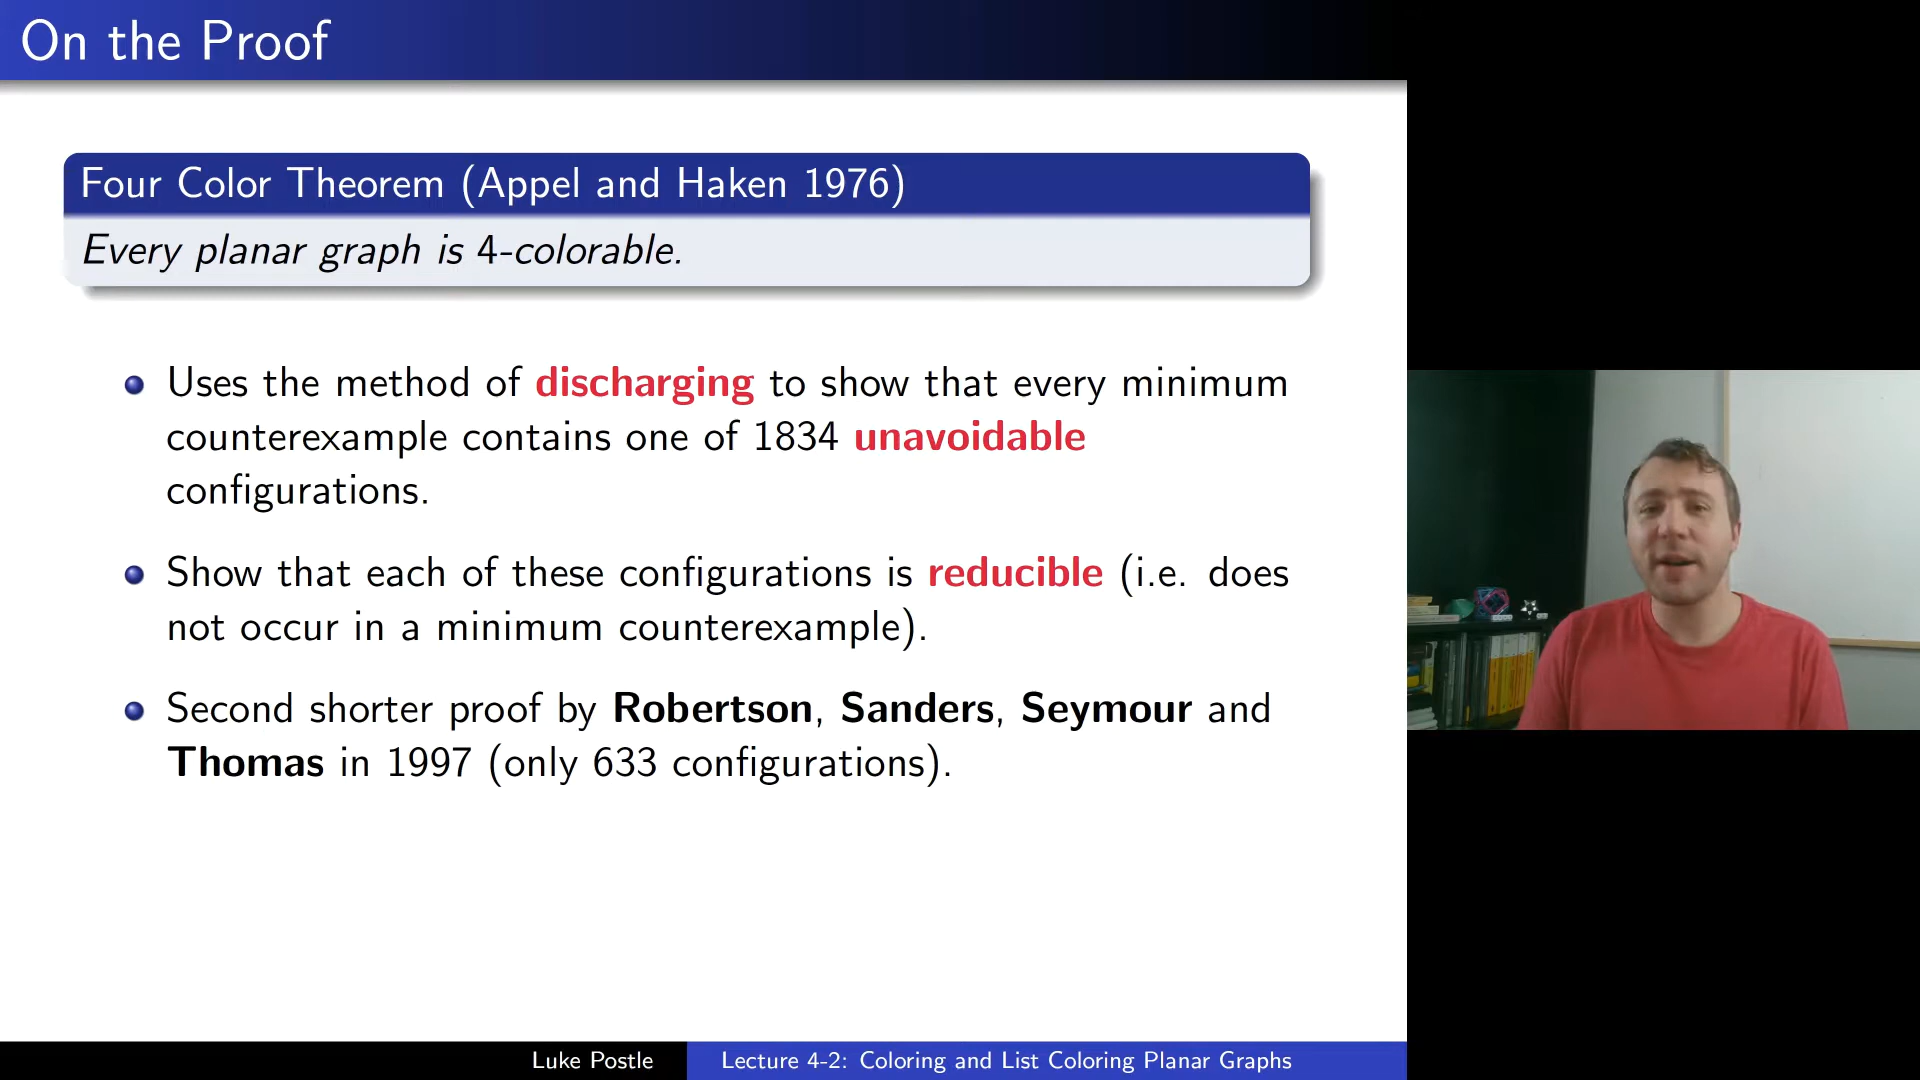 On the Proof
Four Color Theorem (Appel and Haken 1976)
Every planar graph is 4-colorable.
Uses the method of discharging to show that every minimum
counterexample contains one of 1834 unavoidable
configurations.
Show that each of these configurations is reducible (i.e. does
not occur in a minimum counterexample).
Second shorter proof by Robertson, Sanders, Seymour and
Thomas in 1997 (only 633 configurations).
Luke Postle
Lecture 4-2: Coloring and List Coloring Planar Graphs